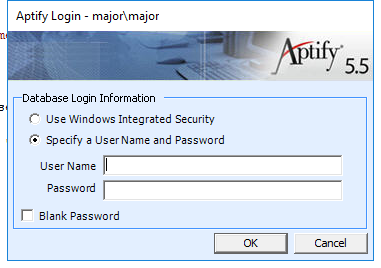 Aptify Login - major\major
Aptify®
5.5
Database Login Information
Use Windows Integrated Security
Specify a User Name and Password
User Name
Password
Blank Password
OK
Cancel